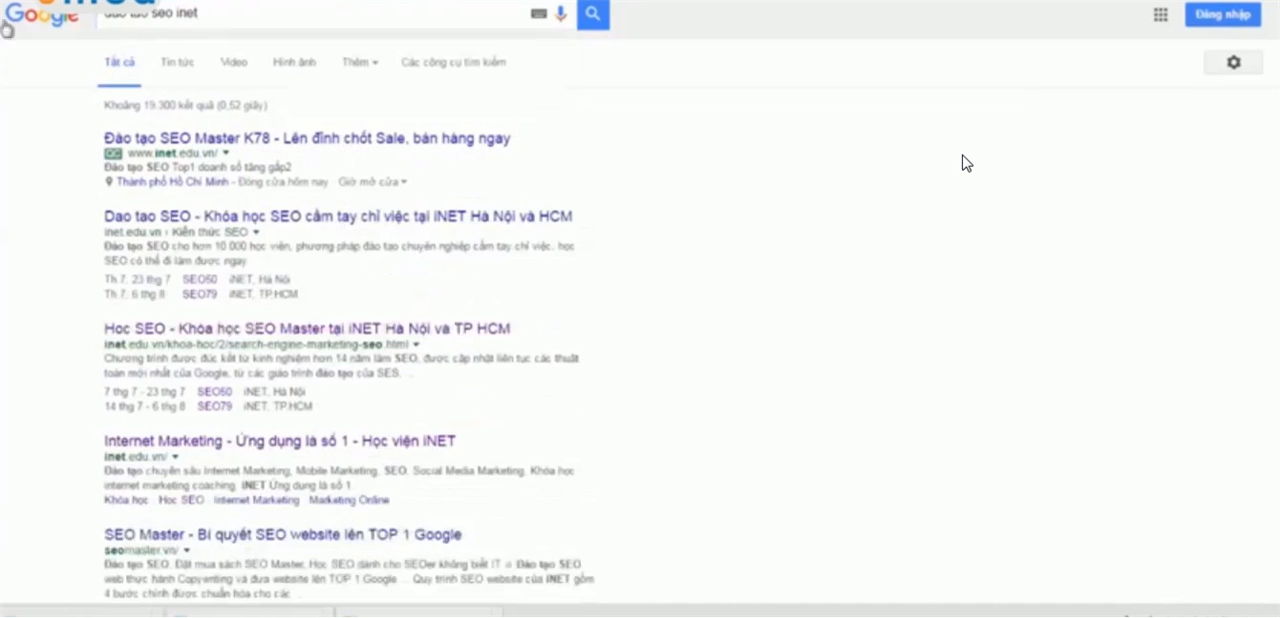 Google
đào tạo seo inet
Đăng nhập
Tất cả Tin tức Video Hình ảnh Thêm Các công cụ tìm kiếm
Khoảng 19.300 kết quả (0,52 giây)
Đào tạo SEO Master K78 - Lên đỉnh chốt Sale, bán hàng ngay
QC www.inet.edu.vn/
Đào tạo SEO Top1 doanh số tăng gấp2
Thành phố Hồ Chí Minh - Đóng cửa hôm nay · Giờ mở cửa
Dao tao SEO - Khóa học SEO cầm tay chỉ việc tại iNET Hà Nội và HCM
inet.edu.vn › Kiến thức SEO
Đào tạo SEO cho hơn 10.000 học viên, phương pháp đào tạo chuyên nghiệp cầm tay chỉ việc, học
SEO có thể đi làm được ngay
Th 7, 23 thg 7 SEO60 iNET, Hà Nội
Th 7, 6 thg 8 SEO79 iNET, TP.HCM
Hoc SEO - Khóa học SEO Master tại iNET Hà Nội và TP HCM
inet.edu.vn/khoa-hoc/2/search-engine-marketing-seo.html
Chương trình được đúc kết từ kinh nghiệm hơn 14 năm làm SEO, được cập nhật liên tục các thuật
toán mới nhất của Google, từ các giáo trình đào tạo của SES, ...
7 thg 7 - 23 thg 7 SEO60 iNET, Hà Nội
14 thg 7 - 6 thg 8 SEO79 iNET, TP.HCM
Internet Marketing - Ứng dụng là số 1 - Học viện iNET
inet.edu.vn/
Đào tạo chuyên sâu Internet Marketing, Mobile Marketing, SEO, Social Media Marketing, Khóa học
internet marketing coaching. iNET Ứng dụng là số 1
Khóa học · Hoc SEO · Internet Marketing · Marketing Online
SEO Master - Bí quyết SEO website lên TOP 1 Google
seomaster.vn/
Đào tạo SEO, Đặt mua sách SEO Master, Học SEO dành cho SEOer không biết IT ☆ Đào tạo SEO
web thực hành Copywriting và đưa website lên TOP 1 Google ... Quy trình SEO website của iNET gồm
4 bước chính được chuẩn hóa cho các ...